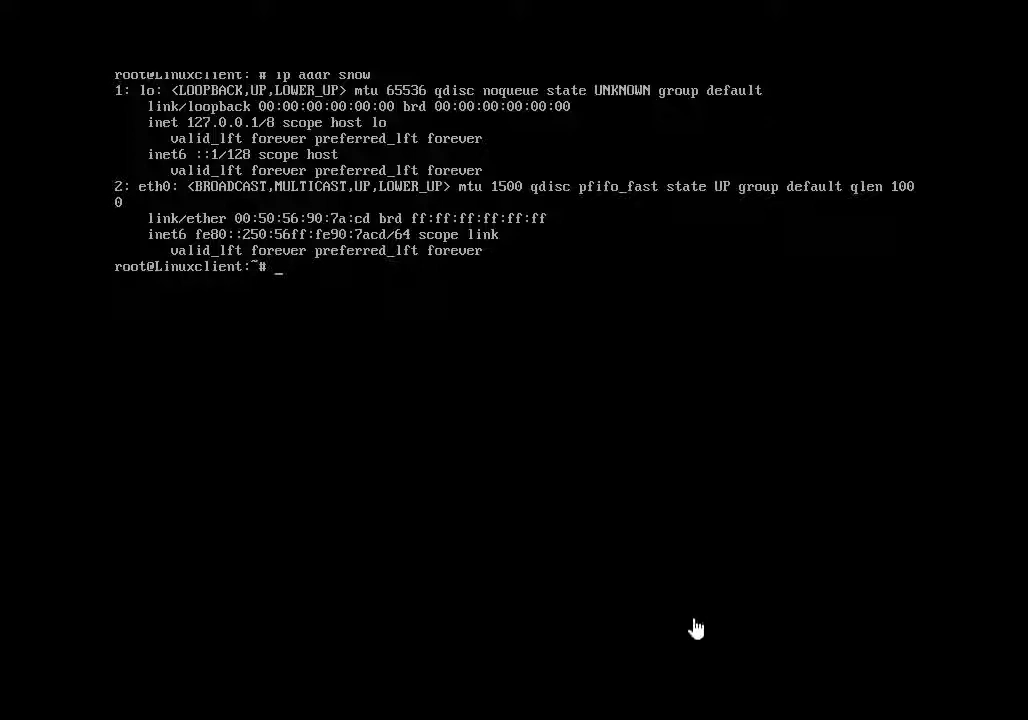 root@Linuxclient:~# ip addr show
1: lo: <LOOPBACK,UP,LOWER_UP> mtu 65536 qdisc noqueue state UNKNOWN group default
link/loopback 00:00:00:00:00:00 brd 00:00:00:00:00:00
inet 127.0.0.1/8 scope host lo
valid_lft forever preferred_lft forever
inet6 ::1/128 scope host
valid_lft forever preferred_lft forever
2: eth0: <BROADCAST,MULTICAST,UP,LOWER_UP> mtu 1500 qdisc pfifo_fast state UP group default qlen 100
0
link/ether 00:50:56:90:7a:cd brd ff:ff:ff:ff:ff:ff
inet6 fe80::250:56ff:fe90:7acd/64 scope link
valid_lft forever preferred_lft forever
root@Linuxclient:~# _